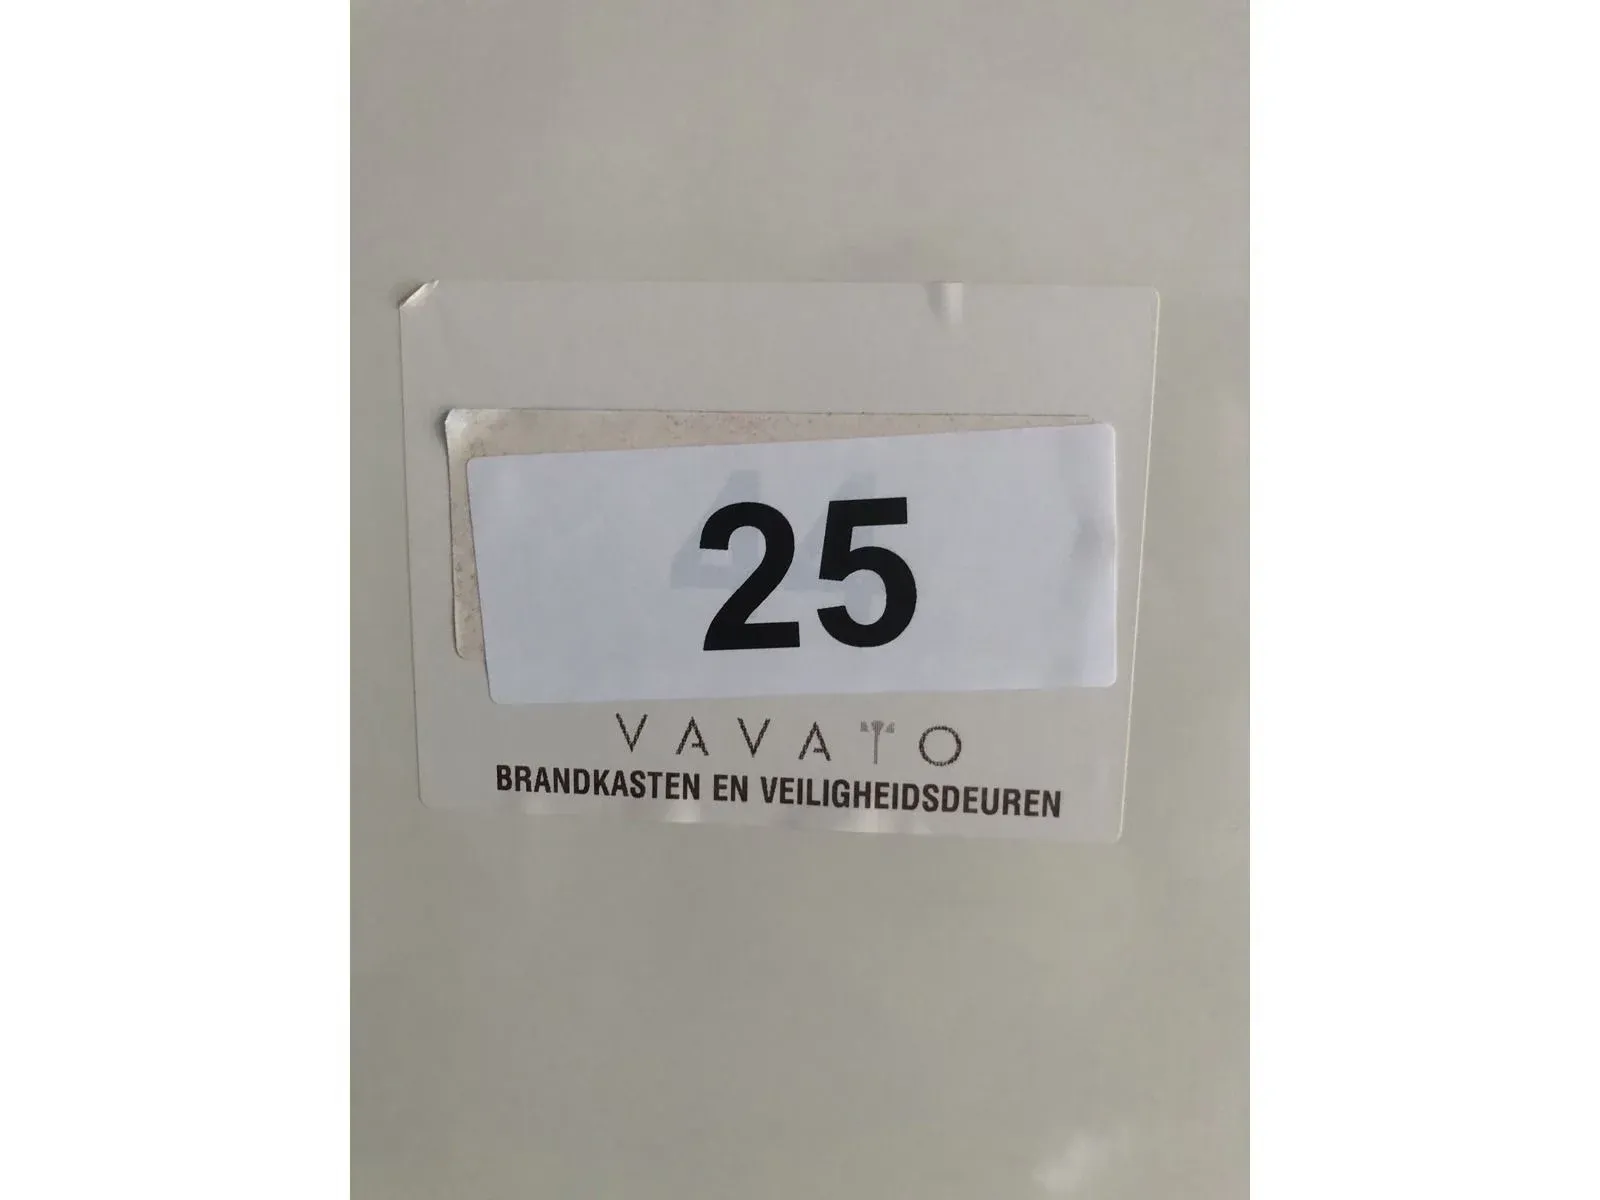 25
VAVATO
BRANDKASTEN EN VEILIGHEIDSDEUREN